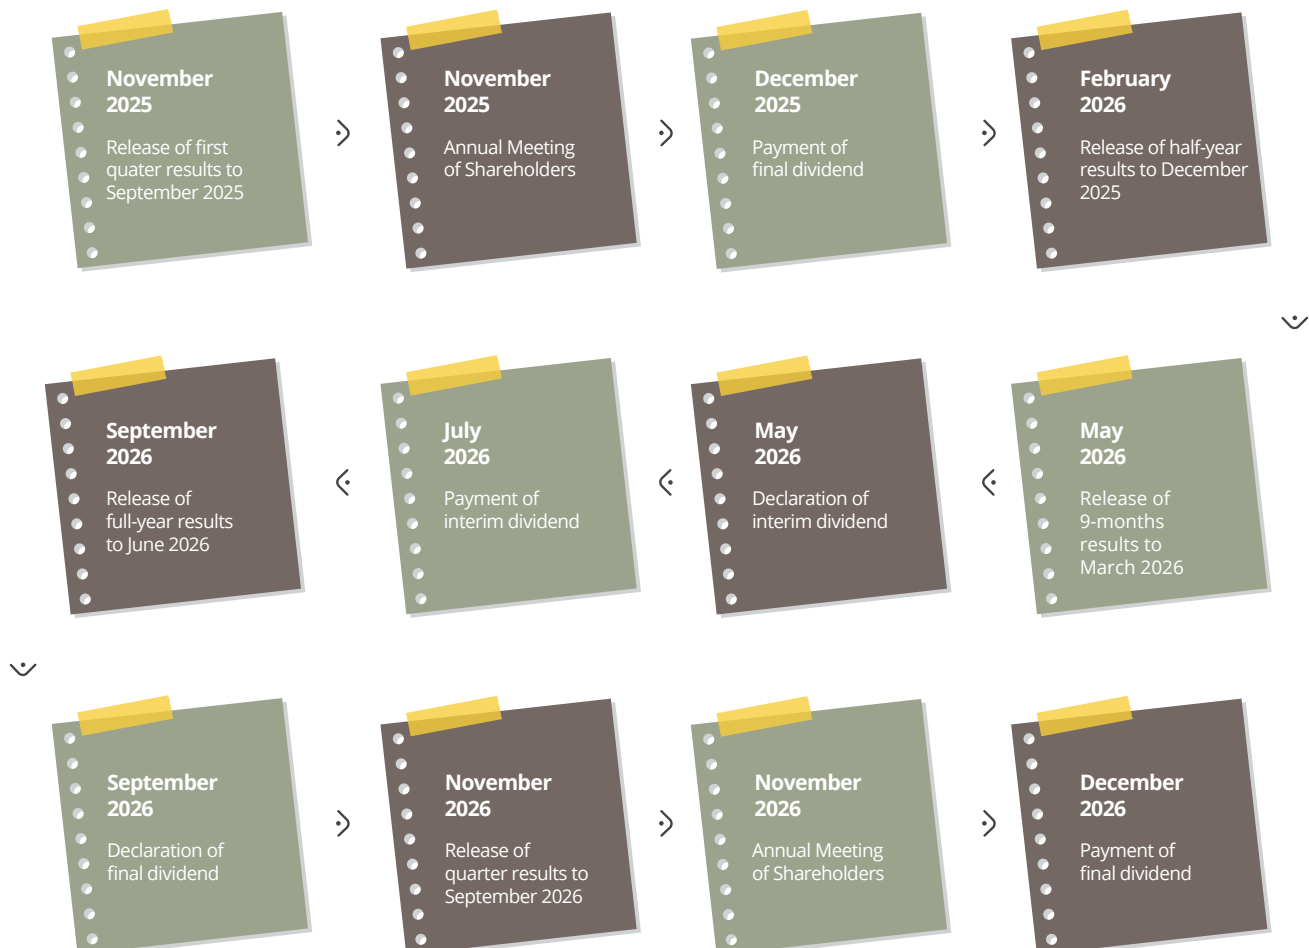 November
2025
Release of first
quater results to
September 2025
November
2025
Annual Meeting
of Shareholders
December
2025
Payment of
final dividend
February
2026
Release of half-year
results to December
2025
May
2026
Release of
9-months
results to
March 2026
May
2026
Declaration of
interim dividend
July
2026
Payment of
interim dividend
September
2026
Release of
full-year results
to June 2026
September
2026
Declaration of
final dividend
November
2026
Release of
quarter results to
September 2026
November
2026
Annual Meeting
of Shareholders
December
2026
Payment of
final dividend